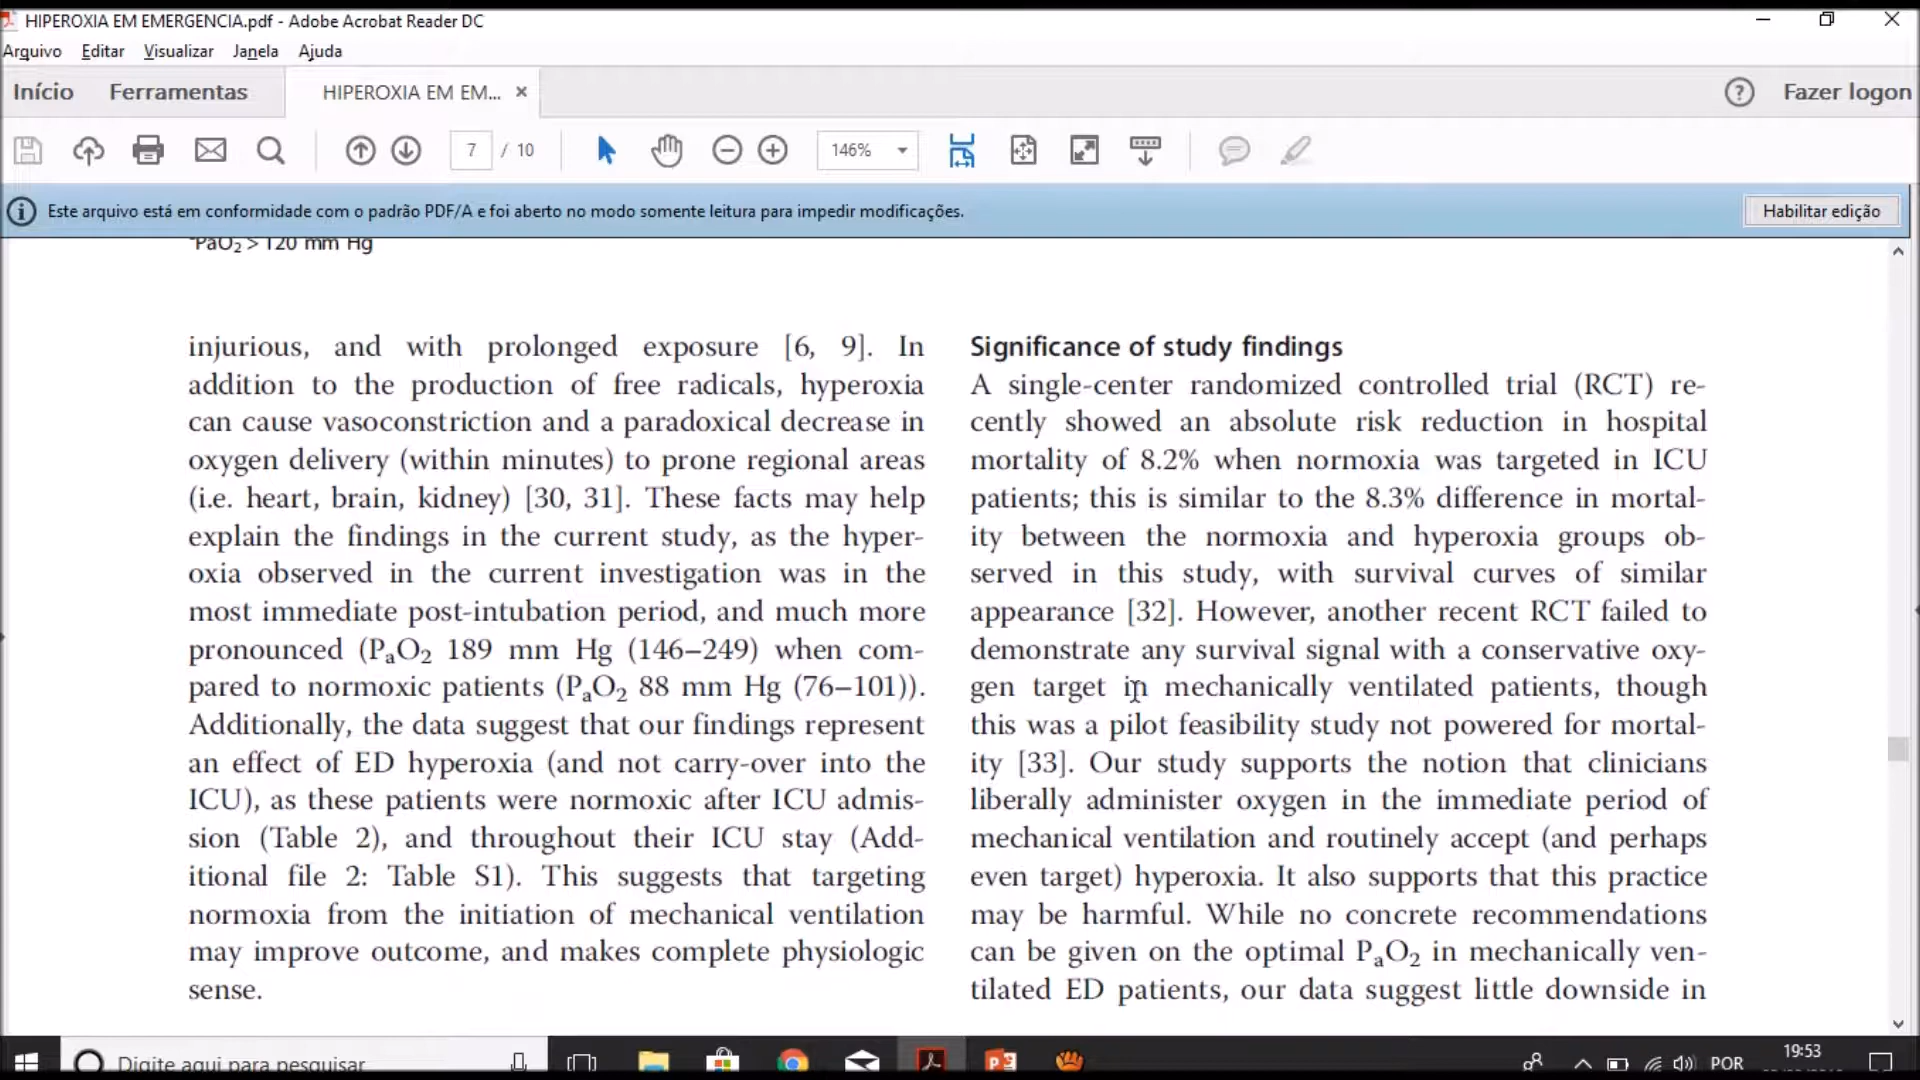 HIPEROXIA EM EMERGENCIA.pdf - Adobe Acrobat Reader DC
Arquivo Editar Visualizar Janela Ajuda
Início Ferramentas HIPEROXIA EM EM... × ? Fazer logon
7 / 10 146%
Este arquivo está em conformidade com o padrão PDF/A e foi aberto no modo somente leitura para impedir modificações. Habilitar edição
PaO2 > 120 mm Hg
injurious, and with prolonged exposure [6, 9]. In
addition to the production of free radicals, hyperoxia
can cause vasoconstriction and a paradoxical decrease in
oxygen delivery (within minutes) to prone regional areas
(i.e. heart, brain, kidney) [30, 31]. These facts may help
explain the findings in the current study, as the hyper-
oxia observed in the current investigation was in the
most immediate post-intubation period, and much more
pronounced (PaO2 189 mm Hg (146–249) when com-
pared to normoxic patients (PaO2 88 mm Hg (76–101)).
Additionally, the data suggest that our findings represent
an effect of ED hyperoxia (and not carry-over into the
ICU), as these patients were normoxic after ICU admis-
sion (Table 2), and throughout their ICU stay (Add-
itional file 2: Table S1). This suggests that targeting
normoxia from the initiation of mechanical ventilation
may improve outcome, and makes complete physiologic
sense.
Significance of study findings
A single-center randomized controlled trial (RCT) re-
cently showed an absolute risk reduction in hospital
mortality of 8.2% when normoxia was targeted in ICU
patients; this is similar to the 8.3% difference in mortal-
ity between the normoxia and hyperoxia groups ob-
served in this study, with survival curves of similar
appearance [32]. However, another recent RCT failed to
demonstrate any survival signal with a conservative oxy-
gen target in mechanically ventilated patients, though
this was a pilot feasibility study not powered for mortal-
ity [33]. Our study supports the notion that clinicians
liberally administer oxygen in the immediate period of
mechanical ventilation and routinely accept (and perhaps
even target) hyperoxia. It also supports that this practice
may be harmful. While no concrete recommendations
can be given on the optimal PaO2 in mechanically ven-
tilated ED patients, our data suggest little downside in
Digite aqui para pesquisar POR 19:53